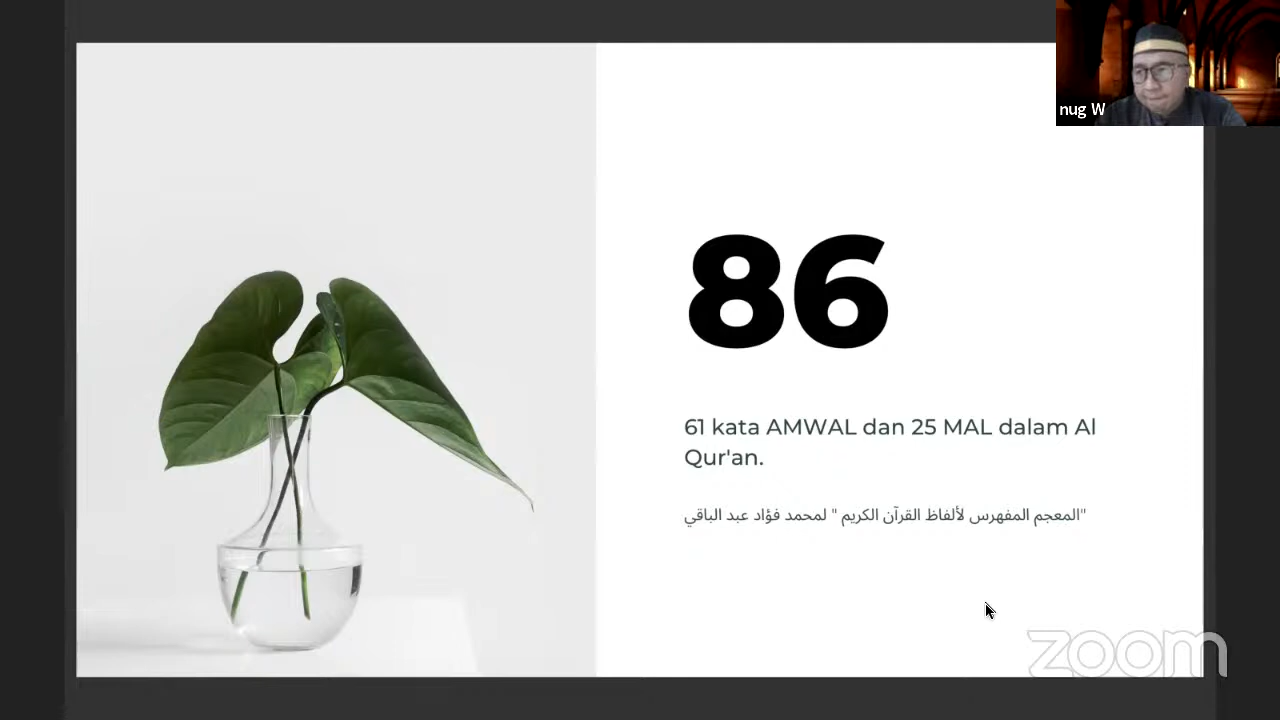 nug W
86
61 kata AMWAL dan 25 MAL dalam Al
Qur'an.
"المعجم المفهرس لألفاظ القرآن الكريم " لمحمد فؤاد عبد الباقي
zoom